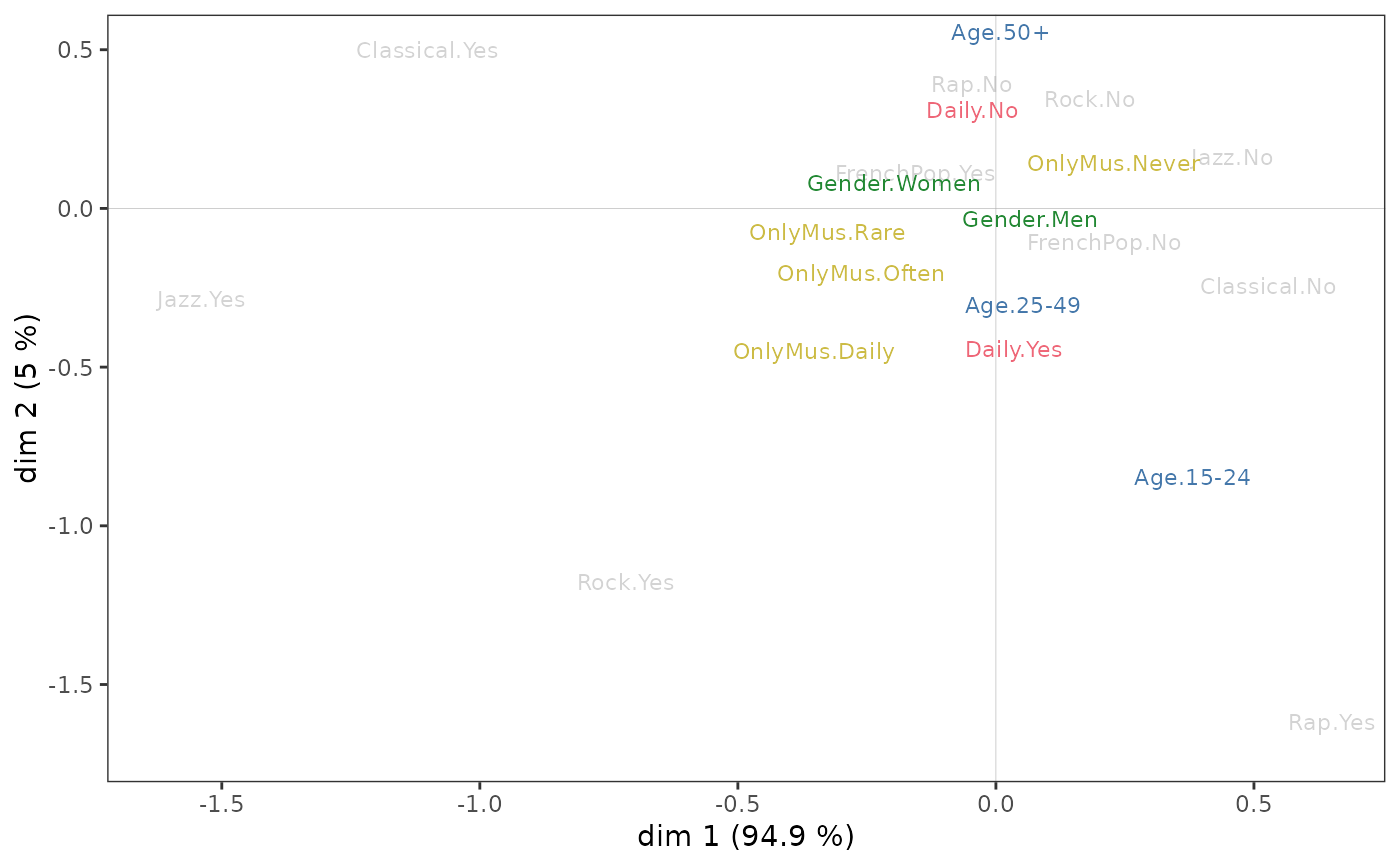 Age.50+
0.5
Classical.Yes
Rap.No
Rock.No
Daily.No
Jazz.No
OnlyMus.Never
FrenchPop.Yes
Gender.Women
0.0
Gender.Men
OnlyMus.Rare
FrenchPop.No
OnlyMus.Often
Classical.No
Jazz.Yes
Age.25-49
Daily.Yes
OnlyMus.Daily
-0.5
dim 2 (5 %)
Age.15-24
-1.0
Rock.Yes
-1.5
Rap.Yes
-1.5 -1.0 -0.5 0.0 0.5
dim 1 (94.9 %)